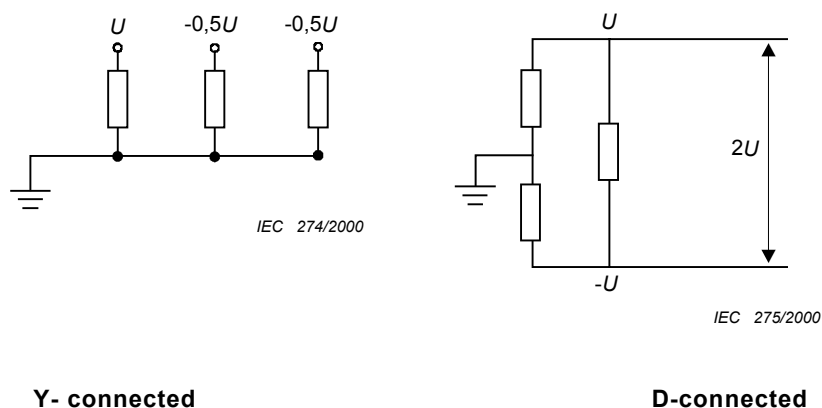 U -0,5U -0,5U
IEC 274/2000
Y- connected
U
2U
-U
IEC 275/2000
D-connected